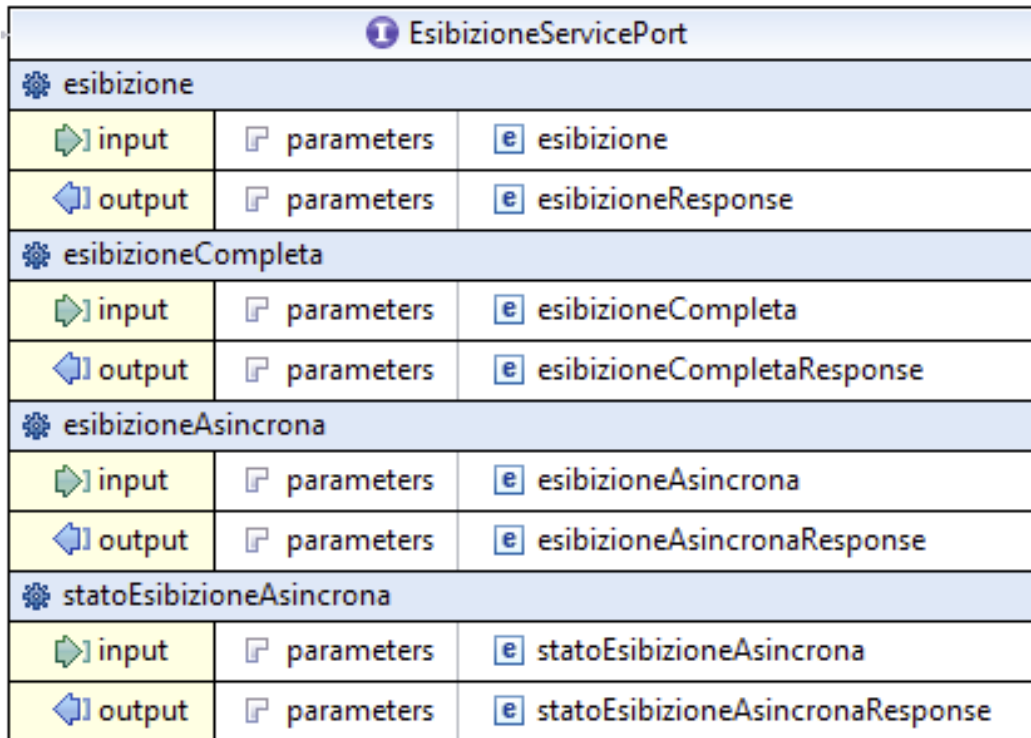 EsibizioneServicePort
esibizione
input parameters e esibizione
output parameters e esibizioneResponse
esibizioneCompleta
input parameters e esibizioneCompleta
output parameters e esibizioneCompletaResponse
esibizioneAsincrona
input parameters e esibizioneAsincrona
output parameters e esibizioneAsincronaResponse
statoEsibizioneAsincrona
input parameters e statoEsibizioneAsincrona
output parameters e statoEsibizioneAsincronaResponse